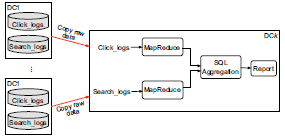 DC1
Click_logs
Search_logs
Copy raw
data
⋮
DC1
Click_logs
Search_logs
Copy raw
data
DCk
Click_logs
MapReduce
Search_logs
MapReduce
SQL
Aggregation
Report